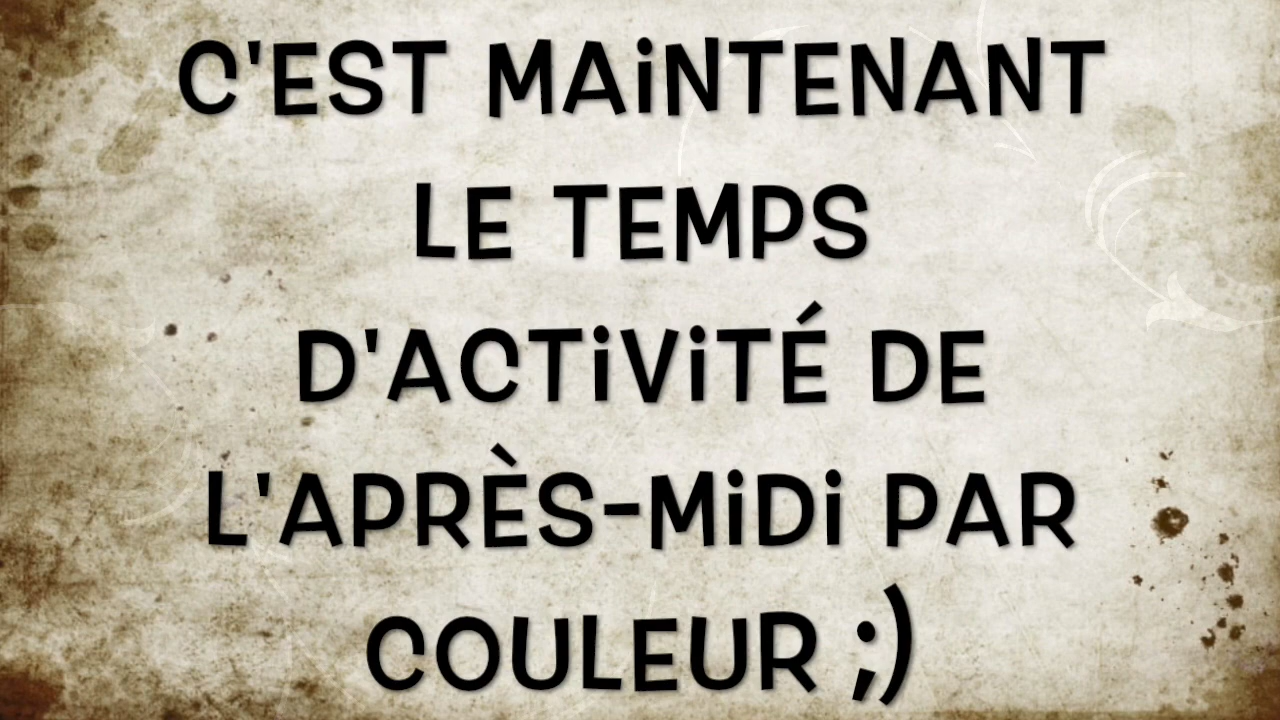 C'EST MAiNTENANT
LE TEMPS
D'ACTiViTÉ DE
L'APRÈS-MiDi PAR
COULEUR ;)